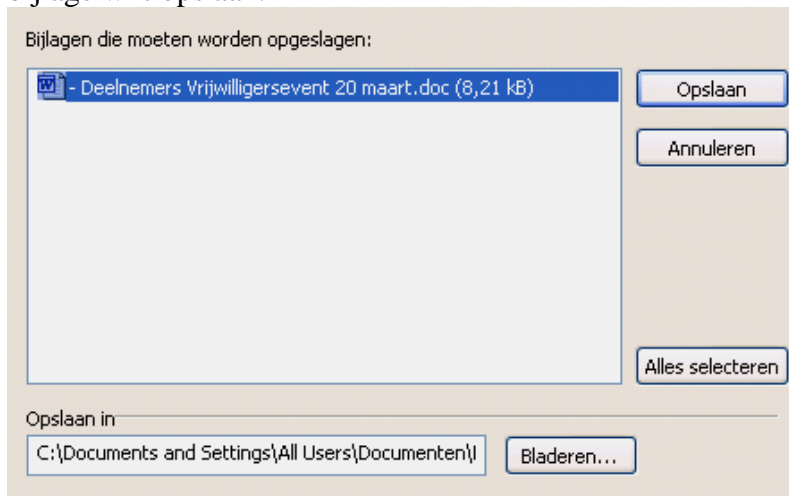 Bijlagen die moeten worden opgeslagen:
- Deelnemers Vrijwilligersevent 20 maart.doc (8,21 kB)
Opslaan
Annuleren
Alles selecteren
Opslaan in
C:\Documents and Settings\All Users\Documenten\
Bladeren...